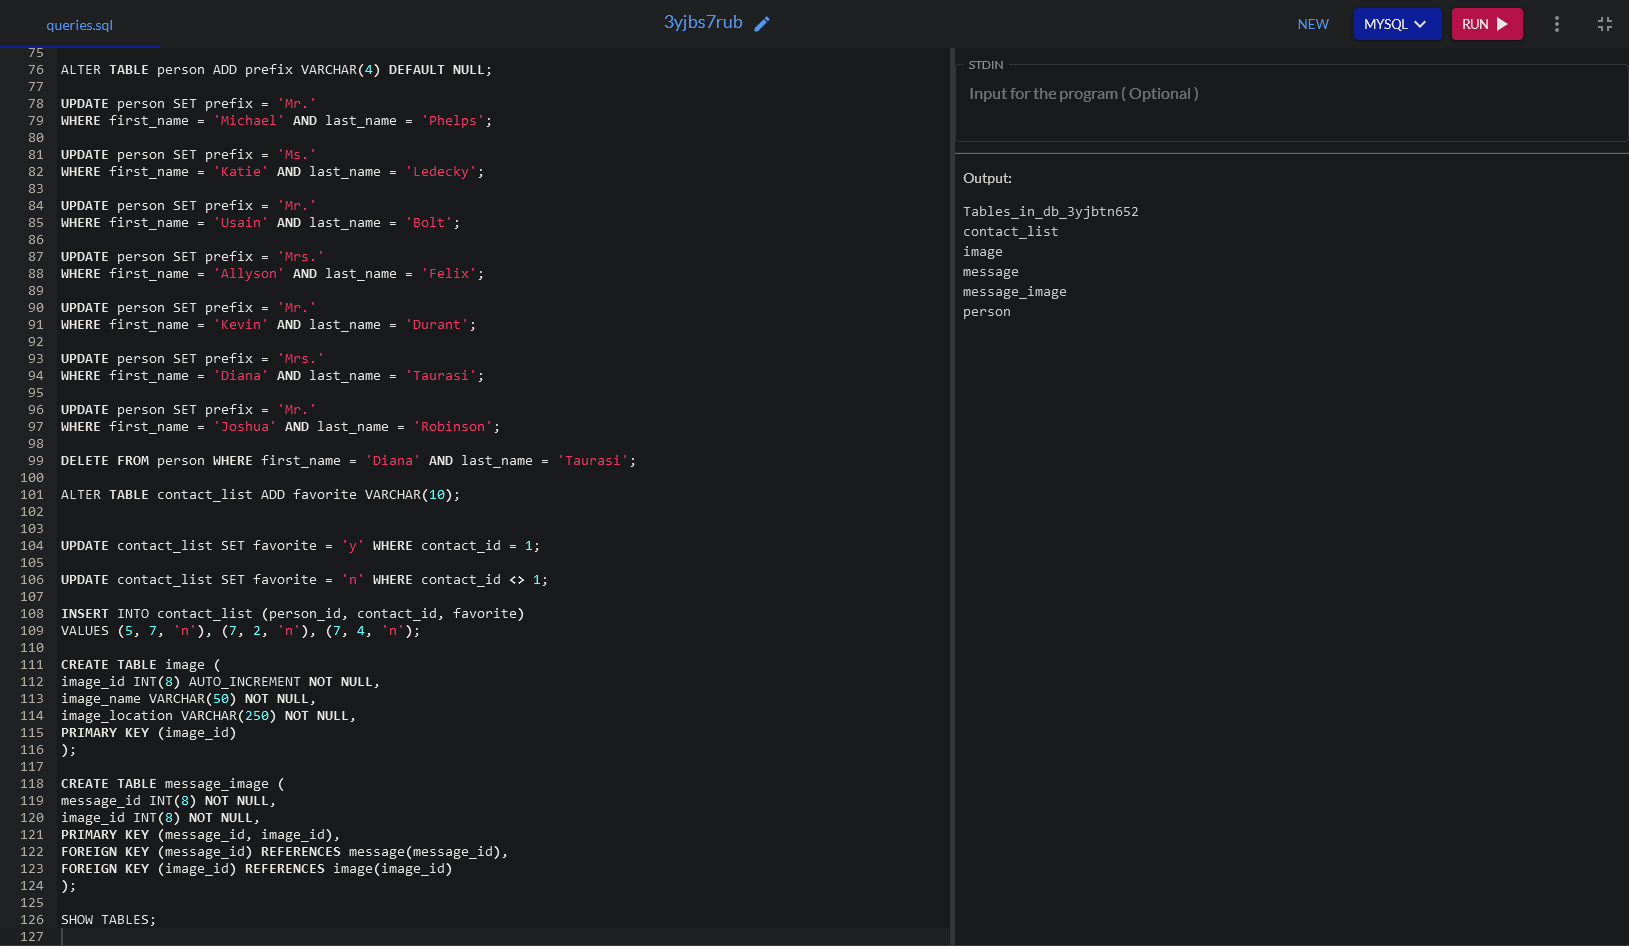 queries.sql
3yjbs7rub
NEW
MYSQL
RUN
75
76 ALTER TABLE person ADD prefix VARCHAR(4) DEFAULT NULL;
77
78 UPDATE person SET prefix = 'Mr.'
79 WHERE first_name = 'Michael' AND last_name = 'Phelps';
80
81 UPDATE person SET prefix = 'Ms.'
82 WHERE first_name = 'Katie' AND last_name = 'Ledecky';
83
84 UPDATE person SET prefix = 'Mr.'
85 WHERE first_name = 'Usain' AND last_name = 'Bolt';
86
87 UPDATE person SET prefix = 'Mrs.'
88 WHERE first_name = 'Allyson' AND last_name = 'Felix';
89
90 UPDATE person SET prefix = 'Mr.'
91 WHERE first_name = 'Kevin' AND last_name = 'Durant';
92
93 UPDATE person SET prefix = 'Mrs.'
94 WHERE first_name = 'Diana' AND last_name = 'Taurasi';
95
96 UPDATE person SET prefix = 'Mr.'
97 WHERE first_name = 'Joshua' AND last_name = 'Robinson';
98
99 DELETE FROM person WHERE first_name = 'Diana' AND last_name = 'Taurasi';
100
101 ALTER TABLE contact_list ADD favorite VARCHAR(10);
102
103
104 UPDATE contact_list SET favorite = 'y' WHERE contact_id = 1;
105
106 UPDATE contact_list SET favorite = 'n' WHERE contact_id <> 1;
107
108 INSERT INTO contact_list (person_id, contact_id, favorite)
109 VALUES (5, 7, 'n'), (7, 2, 'n'), (7, 4, 'n');
110
111 CREATE TABLE image (
112 image_id INT(8) AUTO_INCREMENT NOT NULL,
113 image_name VARCHAR(50) NOT NULL,
114 image_location VARCHAR(250) NOT NULL,
115 PRIMARY KEY (image_id)
116 );
117
118 CREATE TABLE message_image (
119 message_id INT(8) NOT NULL,
120 image_id INT(8) NOT NULL,
121 PRIMARY KEY (message_id, image_id),
122 FOREIGN KEY (message_id) REFERENCES message(message_id),
123 FOREIGN KEY (image_id) REFERENCES image(image_id)
124 );
125
126 SHOW TABLES;
127
STDIN
Input for the program ( Optional )
Output:
Tables_in_db_3yjbtn652
contact_list
image
message
message_image
person